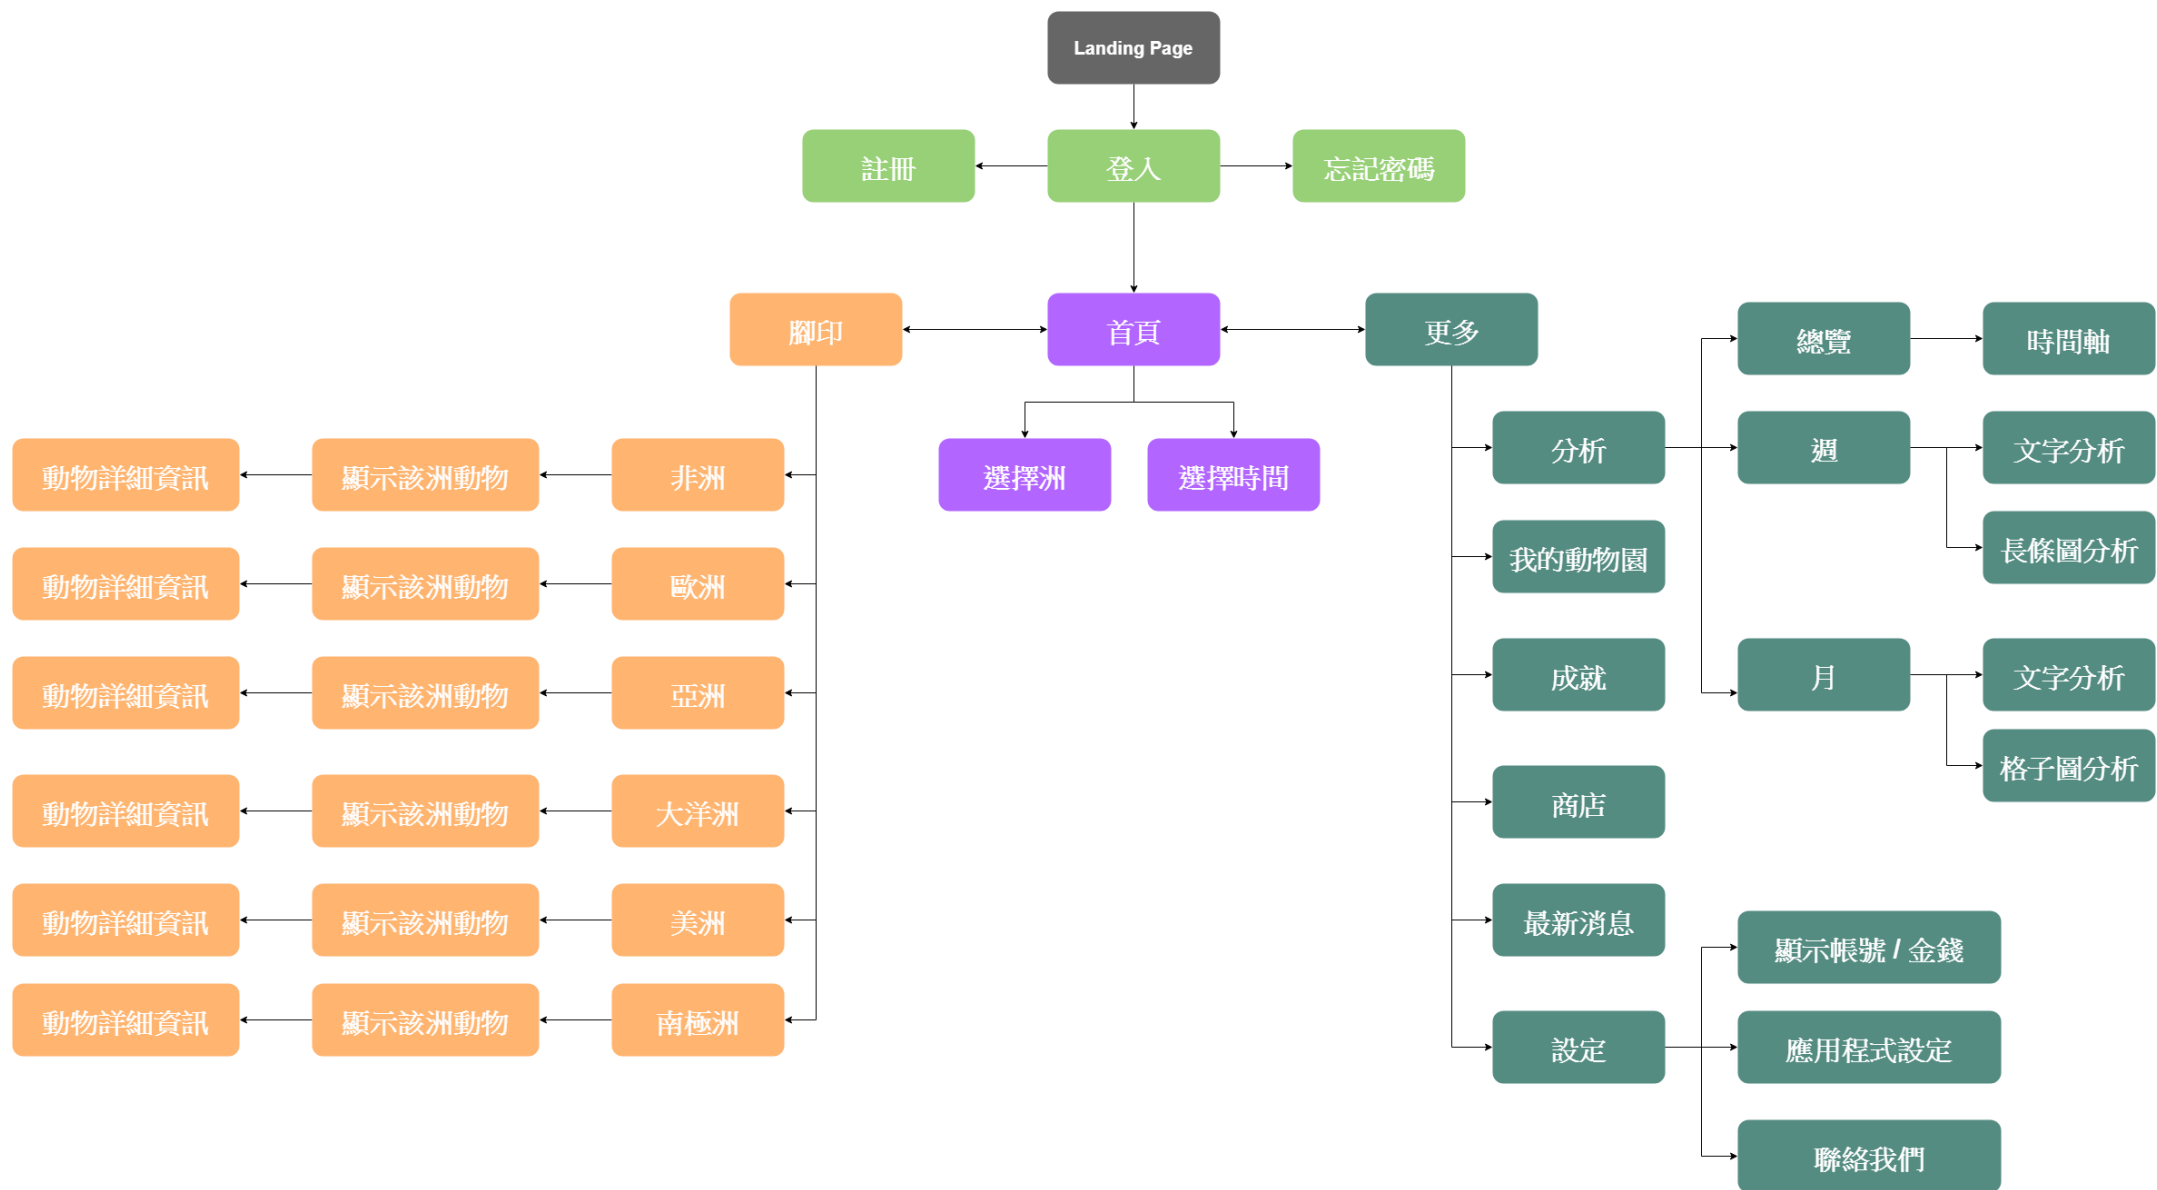 Landing Page
註冊
登入
忘記密碼
腳印
首頁
更多
總覽
時間軸
分析
週
文字分析
動物詳細資訊
顯示該洲動物
非洲
選擇洲
選擇時間
長條圖分析
我的動物園
動物詳細資訊
顯示該洲動物
歐洲
成就
月
文字分析
動物詳細資訊
顯示該洲動物
亞洲
格子圖分析
動物詳細資訊
顯示該洲動物
大洋洲
商店
動物詳細資訊
顯示該洲動物
美洲
最新消息
顯示帳號 / 金錢
動物詳細資訊
顯示該洲動物
南極洲
設定
應用程式設定
聯絡我們